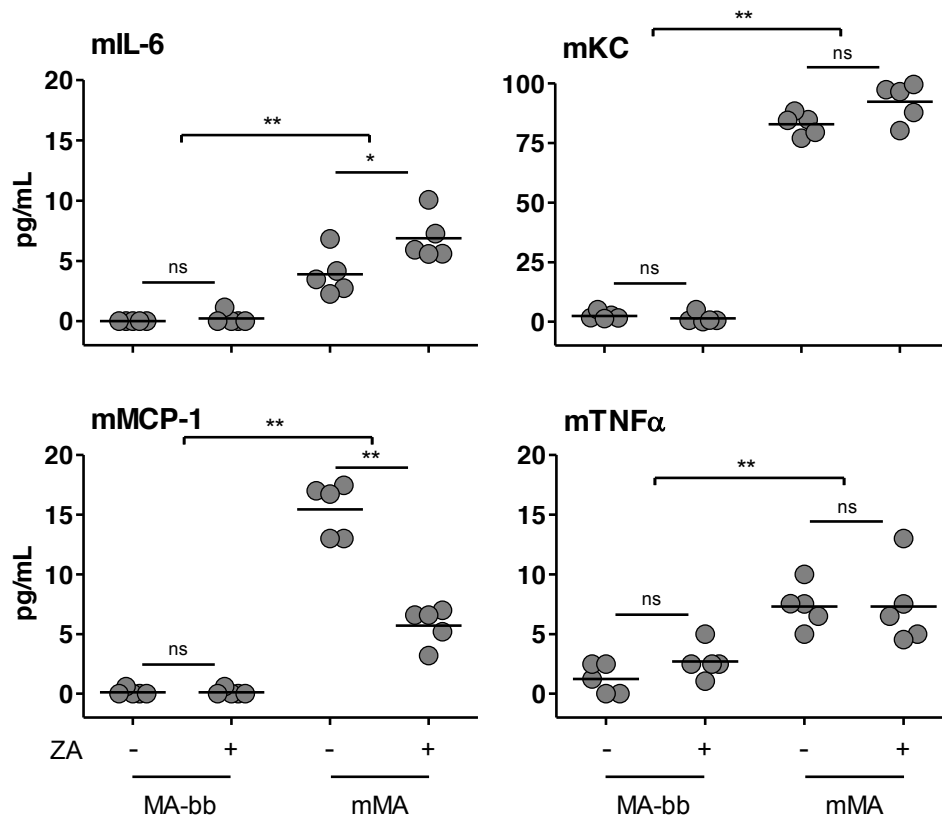 mIL-6
20
15
10
5
0
pg/mL
ns
**
*
mKC
100
75
50
25
0
ns
**
ns
mMCP-1
20
15
10
5
0
pg/mL
ns
**
**
mTNFα
20
15
10
5
0
ns
**
ns
ZA - + - + - + - +
MA-bb mMA MA-bb mMA